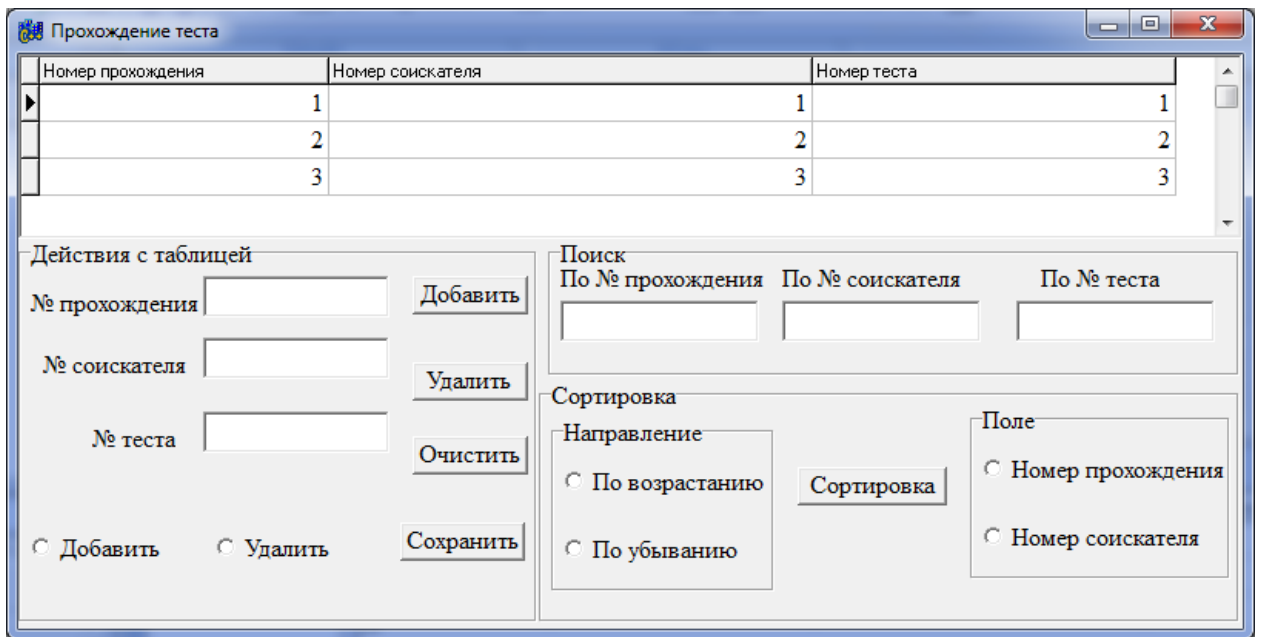 Прохождение теста
Номер прохождения Номер соискателя Номер теста
1 1 1
2 2 2
3 3 3
Действия с таблицей
№ прохождения
Добавить
№ соискателя
Удалить
№ теста
Очистить
Добавить Удалить Сохранить
Поиск
По № прохождения По № соискателя По № теста
Сортировка
Направление
По возрастанию
По убыванию
Сортировка
Поле
Номер прохождения
Номер соискателя